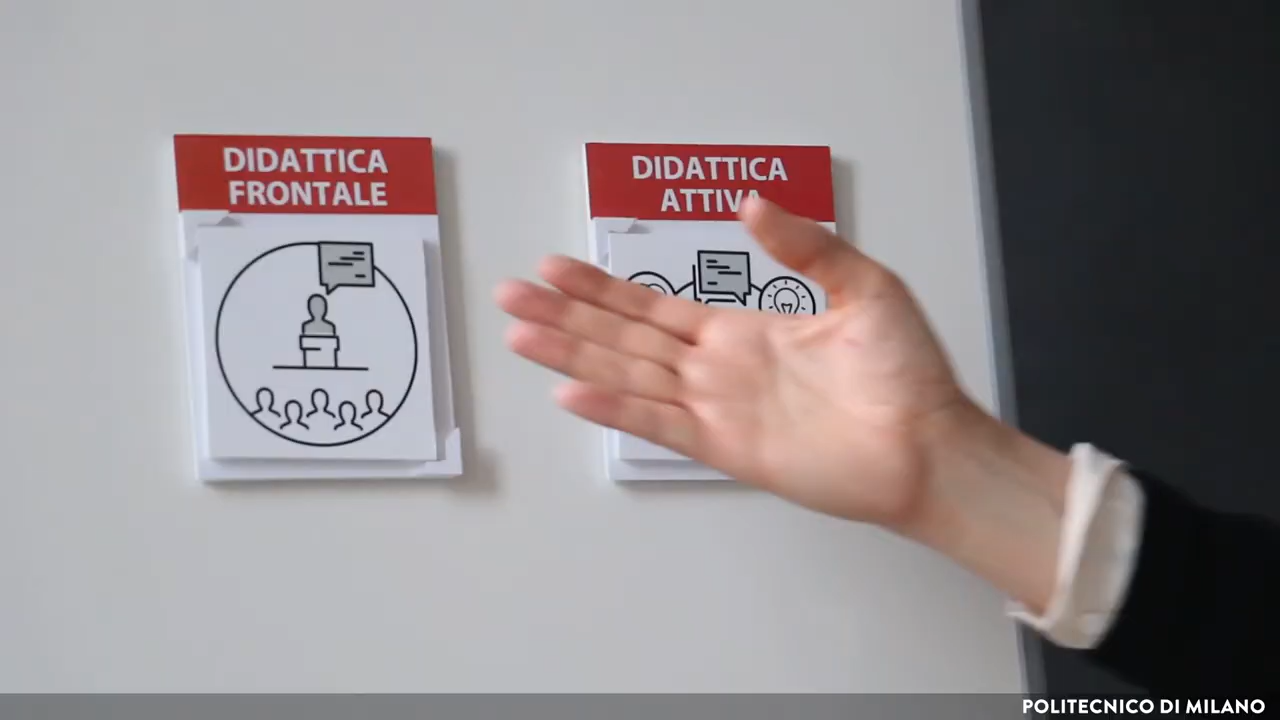 DIDATTICA
FRONTALE
DIDATTICA
ATTIVA
POLITECNICO DI MILANO